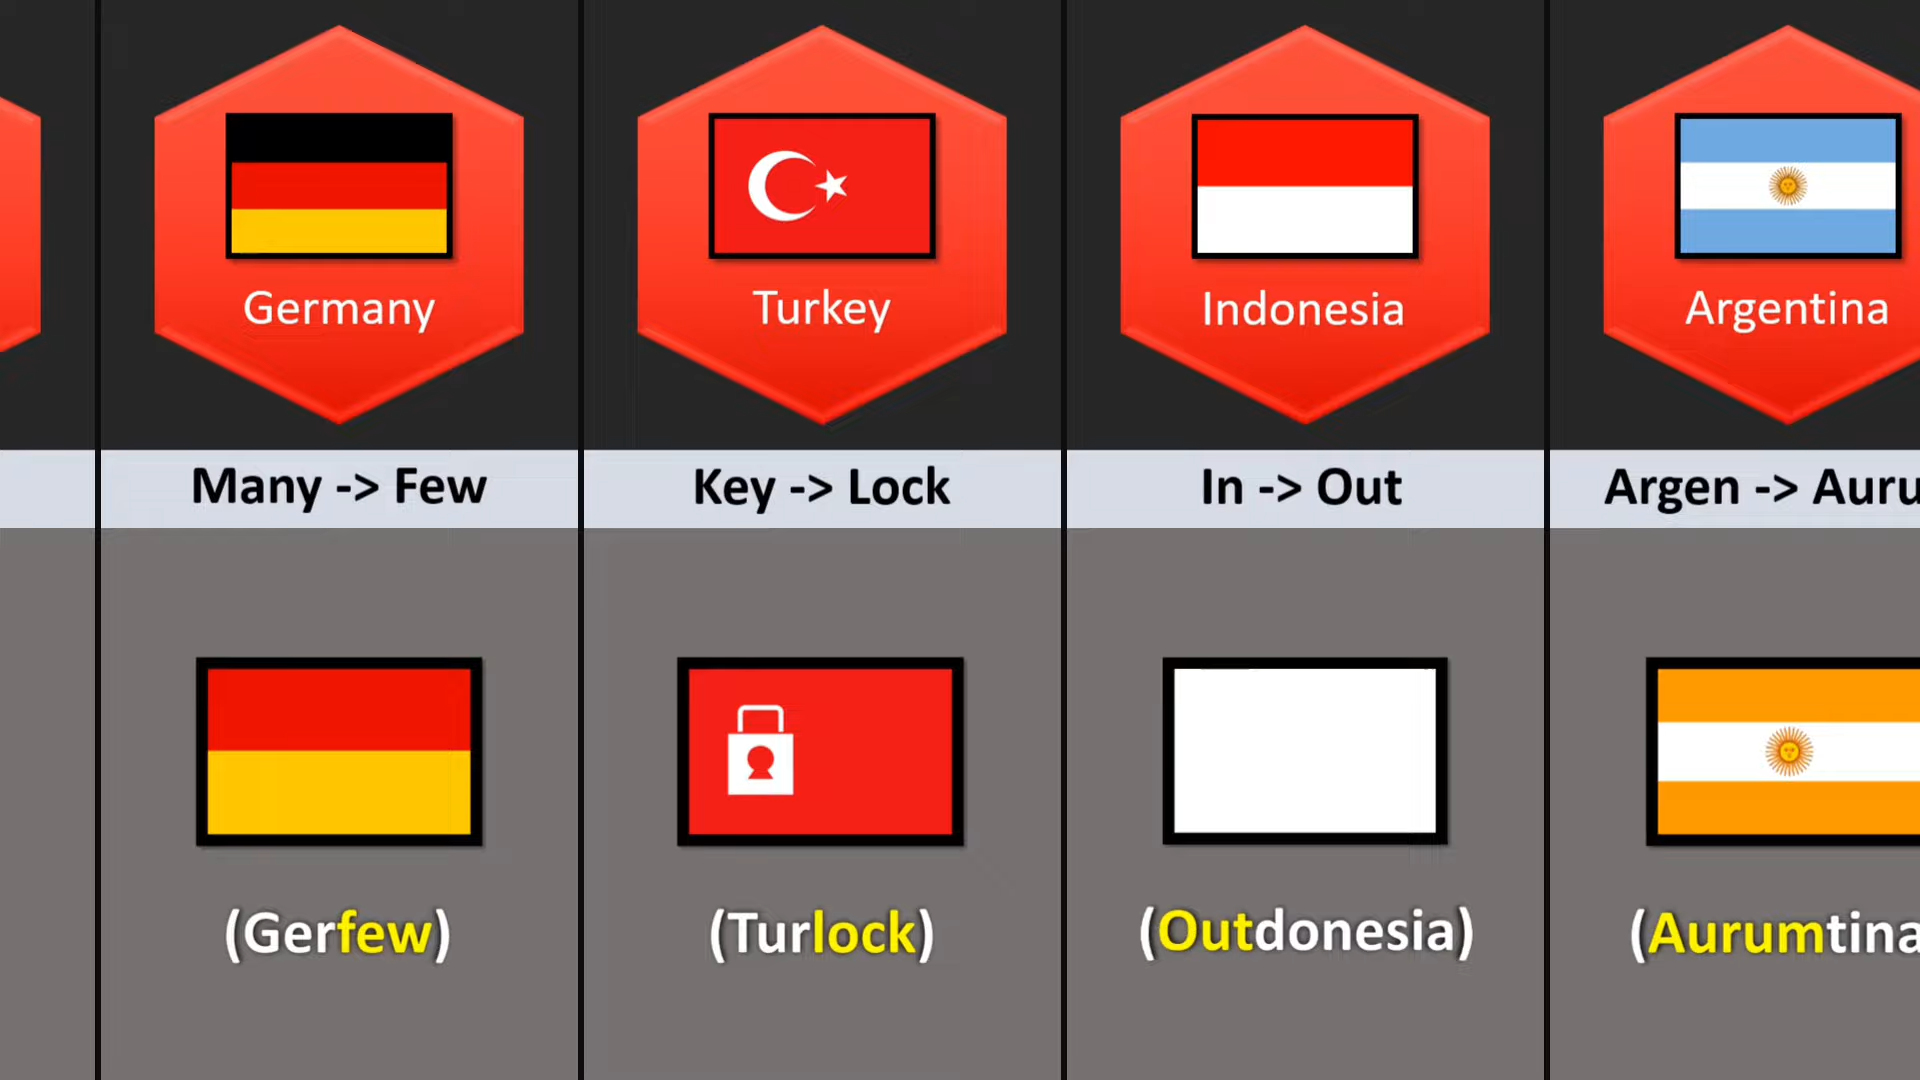 Germany
Turkey
Indonesia
Argentina
Many -> Few
Key -> Lock
In -> Out
Argen -> Auru
(Gerfew)
(Turlock)
(Outdonesia)
(Aurumtina